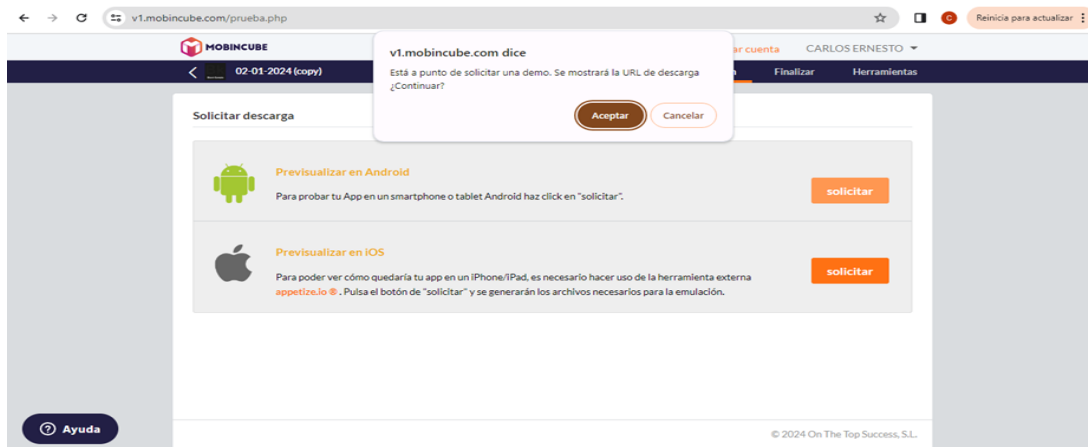 v1.mobincube.com/prueba.php
Reinicia para actualizar
C
MOBINCUBE
ar cuenta
CARLOS ERNESTO
02-01-2024 (copy)
Finalizar
Herramientas
v1.mobincube.com dice
Está a punto de solicitar una demo. Se mostrará la URL de descarga
¿Continuar?
Aceptar
Cancelar
Solicitar descarga
Previsualizar en Android
Para probar tu App en un smartphone o tablet Android haz click en "solicitar".
solicitar
Previsualizar en iOS
Para poder ver cómo quedaría tu app en un iPhone/iPad, es necesario hacer uso de la herramienta externa
appetize.io ® . Pulsa el botón de "solicitar" y se generarán los archivos necesarios para la emulación.
solicitar
Ayuda
© 2024 On The Top Success, S.L.